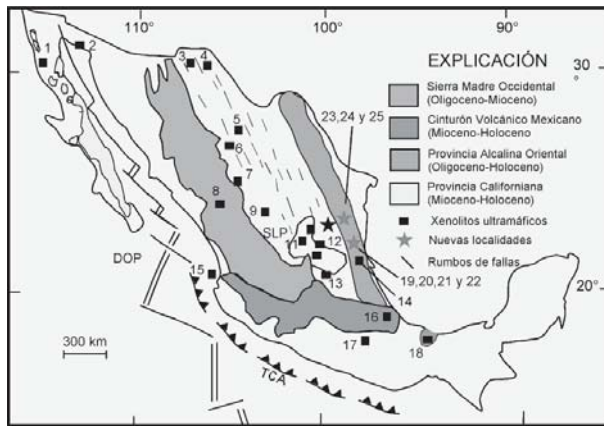 110°
100°
90°
1
2
3
4
30°
EXPLICACIÓN
Sierra Madre Occidental
(Oligoceno-Mioceno)
Cinturón Volcánico Mexicano
(Mioceno-Holoceno)
Provincia Alcalina Oriental
(Oligoceno-Holoceno)
Provincia Californiana
(Mioceno-Holoceno)
Xenolitos ultramáficos
Nuevas localidades
Rumbos de fallas
23,24 y 25
5
6
7
8
9
SLP
11
12
13
19,20,21 y 22
DOP
15
14
20°
16
17
18
300 km
TCA